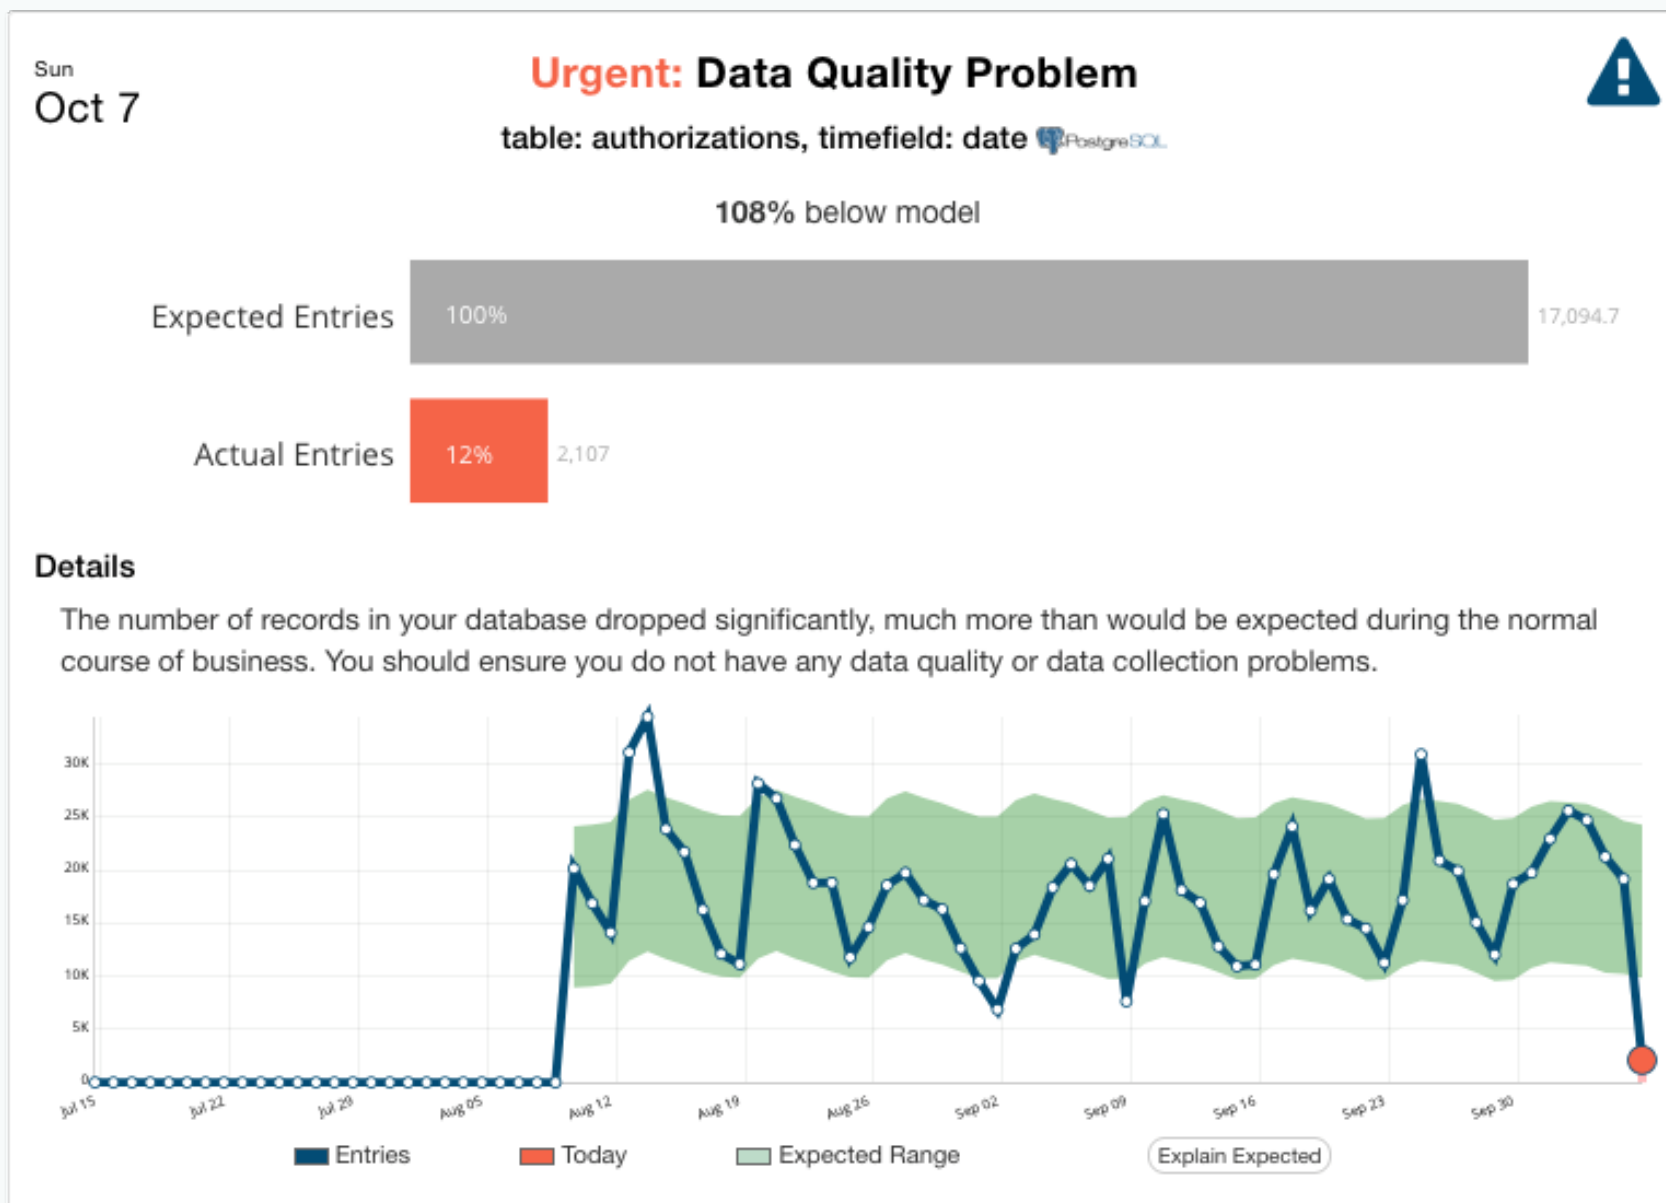 Sun
Oct 7
Urgent: Data Quality Problem
table: authorizations, timefield: date PostgreSQL
108% below model
Expected Entries 100% 17,094.7
Actual Entries 12% 2,107
Details
The number of records in your database dropped significantly, much more than would be expected during the normal
course of business. You should ensure you do not have any data quality or data collection problems.
30K
25K
20K
15K
10K
5K
0
Jul 15 Jul 22 Jul 29 Aug 05 Aug 12 Aug 19 Aug 26 Sep 02 Sep 09 Sep 16 Sep 23 Sep 30
Entries Today Expected Range Explain Expected